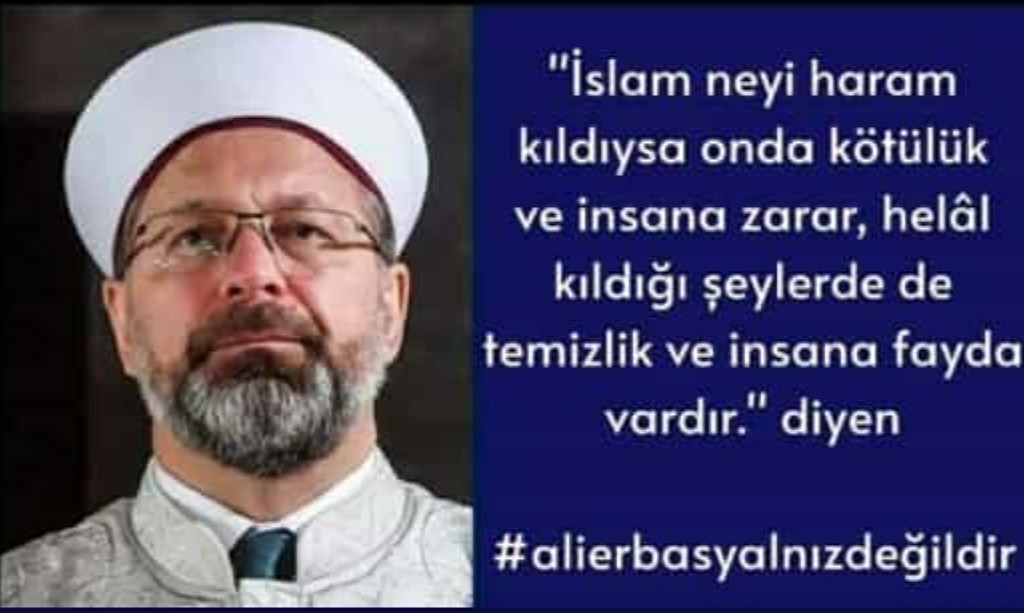 "İslam neyi haram
kıldıysa onda kötülük
ve insana zarar, helâl
kıldığı şeylerde de
temizlik ve insana fayda
vardır." diyen
#alierbasyalnızdeğildir